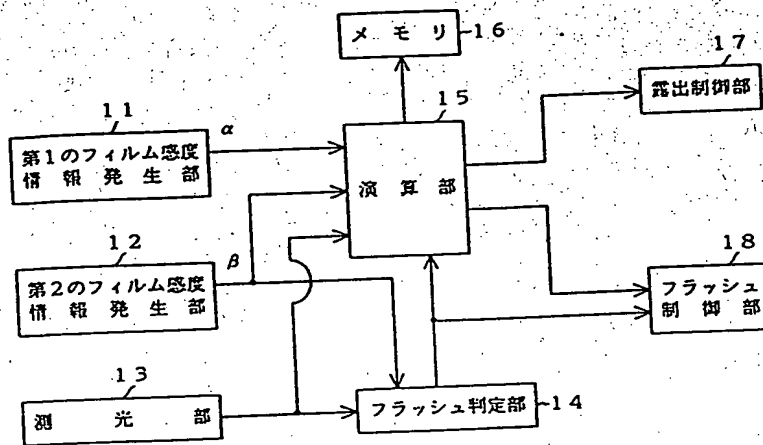 メモリ
16
17
露出制御部
15
演算部
11
α
第1のフィルム感度
情報発生部
12
β
第2のフィルム感度
情報発生部
18
フラッシュ
制御部
13
測光部
フラッシュ判定部
14